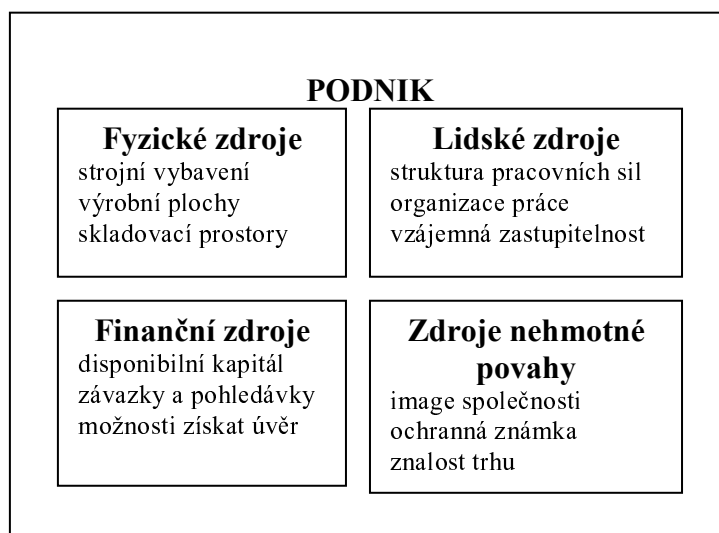 PODNIK
Fyzické zdroje
strojní vybavení
výrobní plochy
skladovací prostory
Lidské zdroje
struktura pracovních sil
organizace práce
vzájemná zastupitelnost
Finanční zdroje
disponibilní kapitál
závazky a pohledávky
možnosti získat úvěr
Zdroje nehmotné
povahy
image společnosti
ochranná známka
znalost trhu